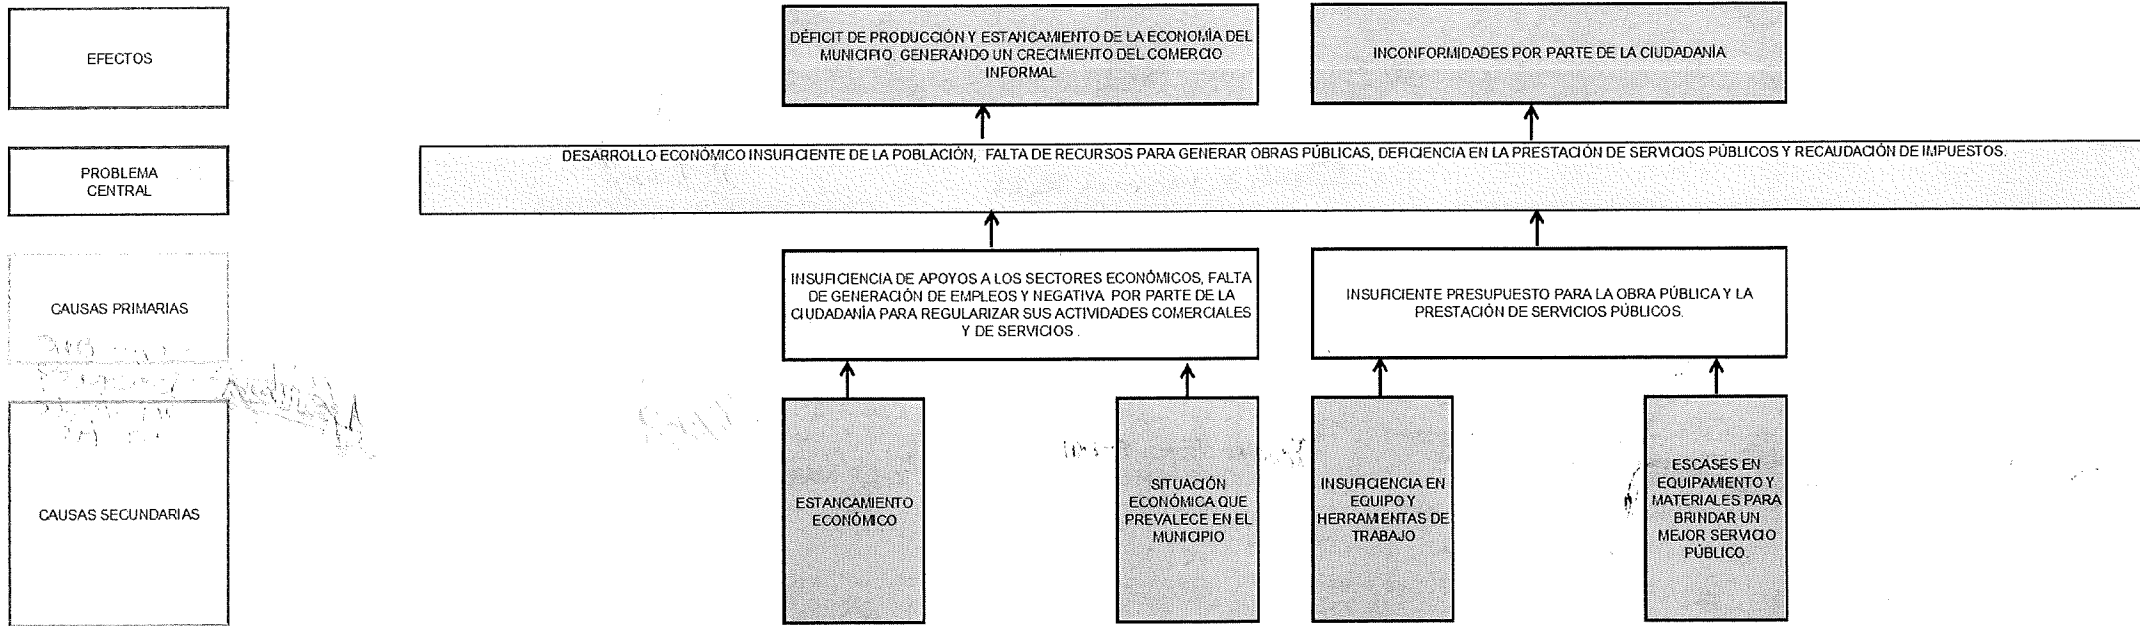 EFECTOS
DÉFICIT DE PRODUCCIÓN Y ESTANCAMIENTO DE LA ECONOMÍA DEL
MUNICIPIO. GENERANDO UN CRECIMIENTO DEL COMERCIO
INFORMAL
INCONFORMIDADES POR PARTE DE LA CIUDADANÍA
PROBLEMA
CENTRAL
DESARROLLO ECONÓMICO INSUFICIENTE DE LA POBLACIÓN, FALTA DE RECURSOS PARA GENERAR OBRAS PÚBLICAS, DEFICIENCIA EN LA PRESTACIÓN DE SERVICIOS PÚBLICOS Y RECAUDACIÓN DE IMPUESTOS.
CAUSAS PRIMARIAS
INSUFICIENCIA DE APOYOS A LOS SECTORES ECONÓMICOS, FALTA
DE GENERACIÓN DE EMPLEOS Y NEGATIVA POR PARTE DE LA
CIUDADANÍA PARA REGULARIZAR SUS ACTIVIDADES COMERCIALES
Y DE SERVICIOS.
INSUFICIENTE PRESUPUESTO PARA LA OBRA PÚBLICA Y LA
PRESTACIÓN DE SERVICIOS PÚBLICOS.
CAUSAS SECUNDARIAS
ESTANCAMIENTO
ECONÓMICO
SITUACIÓN
ECONÓMICA QUE
PREVALECE EN EL
MUNICIPIO
INSUFICIENCIA EN
EQUIPO Y
HERRAMIENTAS DE
TRABAJO
ESCASES EN
EQUIPAMIENTO Y
MATERIALES PARA
BRINDAR UN
MEJOR SERVICIO
PÚBLICO